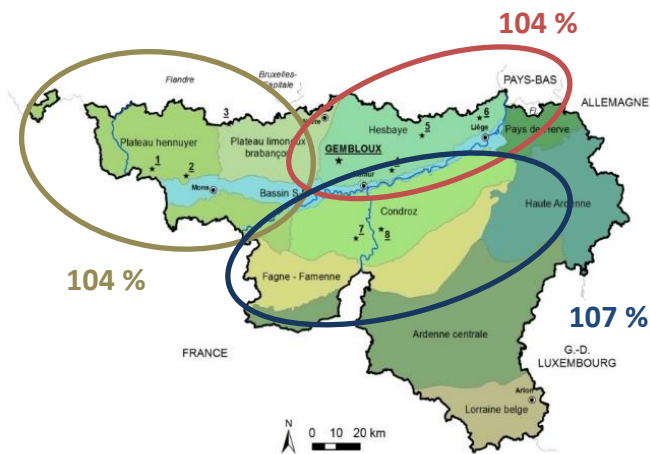 104 %
Flandre
Bruxelles-
Capitale
PAYS-BAS
ALLEMAGNE
3
6
Plateau hennuyer
Plateau limoneux
brabançon
Hesbaye
5
Liège
Pays de Herve
GEMBLOUX
1
2
Mons
Bassin
Condroz
Haute Ardenne
7
8
104 %
Fagne - Famenne
107 %
FRANCE
Ardenne centrale
G.-D.
LUXEMBOURG
Arlon
Lorraine belge
N
0 10 20 km